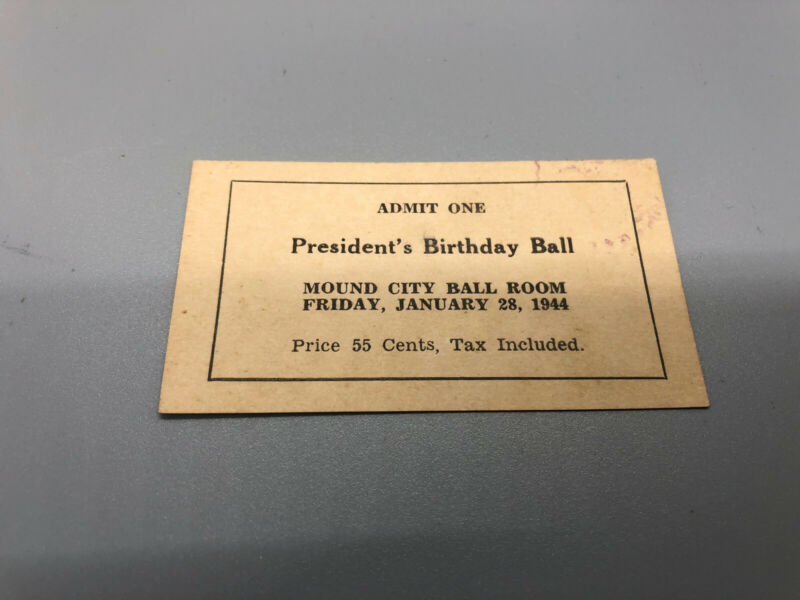 ADMIT ONE
President's Birthday Ball
MOUND CITY BALL ROOM
FRIDAY, JANUARY 28, 1944
Price 55 Cents, Tax Included.